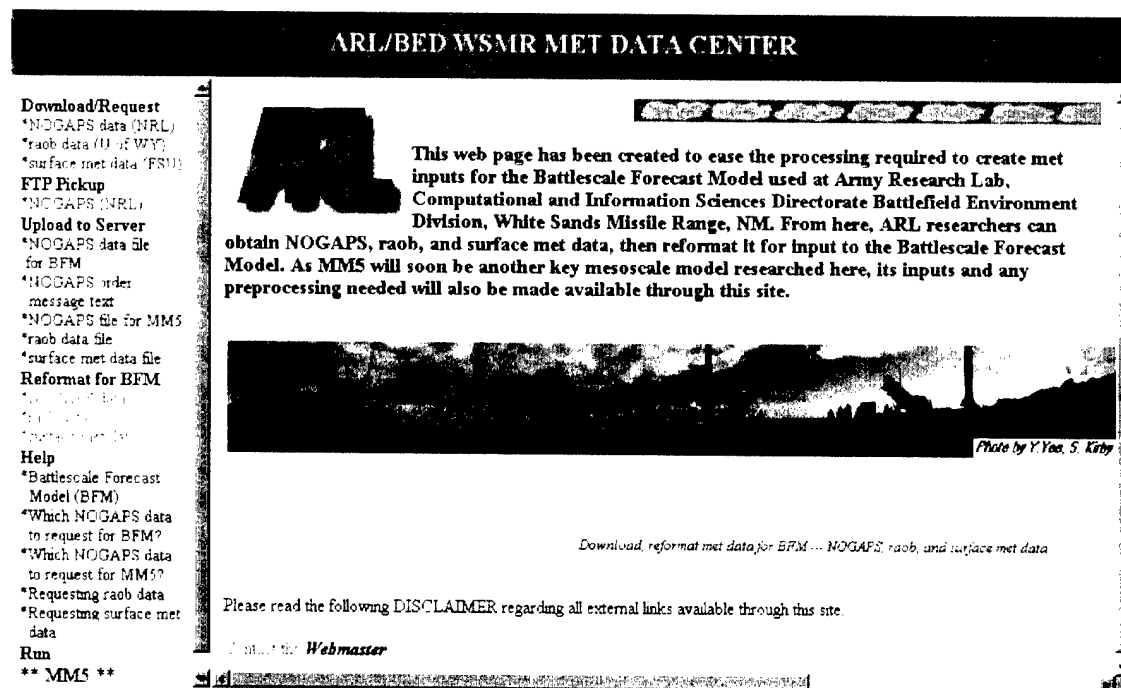 ARL/BED WSMR MET DATA CENTER
Download/Request
*NOGAPS data (NRL)
*raob data (U of WY)
*surface met data (FSU)
FTP Pickup
*NOGAPS (NRL)
Upload to Server
*NOGAPS data file
for BFM
*NOGAPS order
message text
*NOGAPS file for MM5
*raob data file
*surface met data file
Reformat for BFM
Help
*Battlescale Forecast
Model (BFM)
*Which NOGAPS data
to request for BFM?
*Which NOGAPS data
to request for MM5?
*Requesting raob data
*Requesting surface met
data
Run
** MM5 **
This web page has been created to ease the processing required to create met
inputs for the Battlescale Forecast Model used at Army Research Lab,
Computational and Information Sciences Directorate Battlefield Environment
Division, White Sands Missile Range, NM. From here, ARL researchers can
obtain NOGAPS, raob, and surface met data, then reformat it for input to the Battlescale Forecast
Model. As MM5 will soon be another key mesoscale model researched here, its inputs and any
preprocessing needed will also be made available through this site.
Photo by Y.Yee, S. Kirby
Download, reformat met data for BFM --- NOGAPS, raob, and surface met data
Please read the following DISCLAIMER regarding all external links available through this site.
Contact the Webmaster